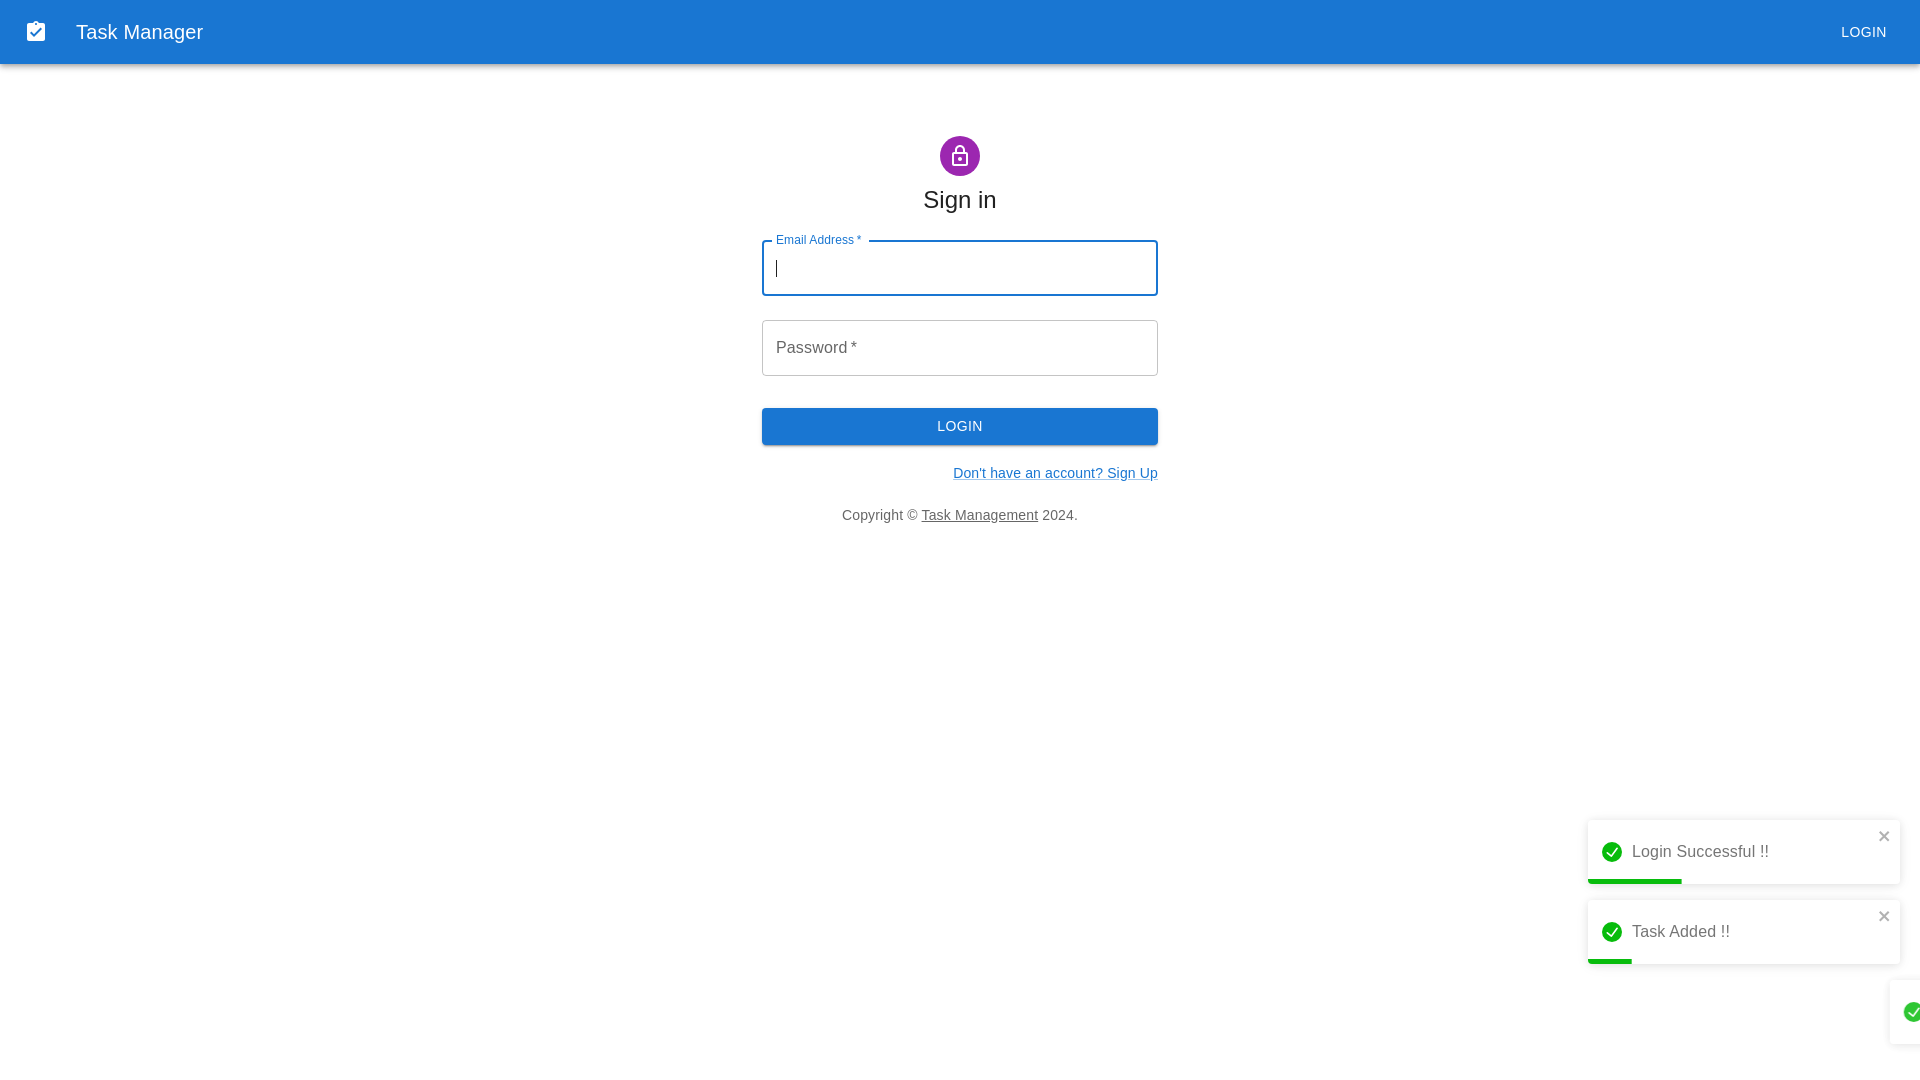 Task Manager
LOGIN
Sign in
Email Address *
Password *
LOGIN
Don't have an account? Sign Up
Copyright © Task Management 2024.
Login Successful !!
Task Added !!